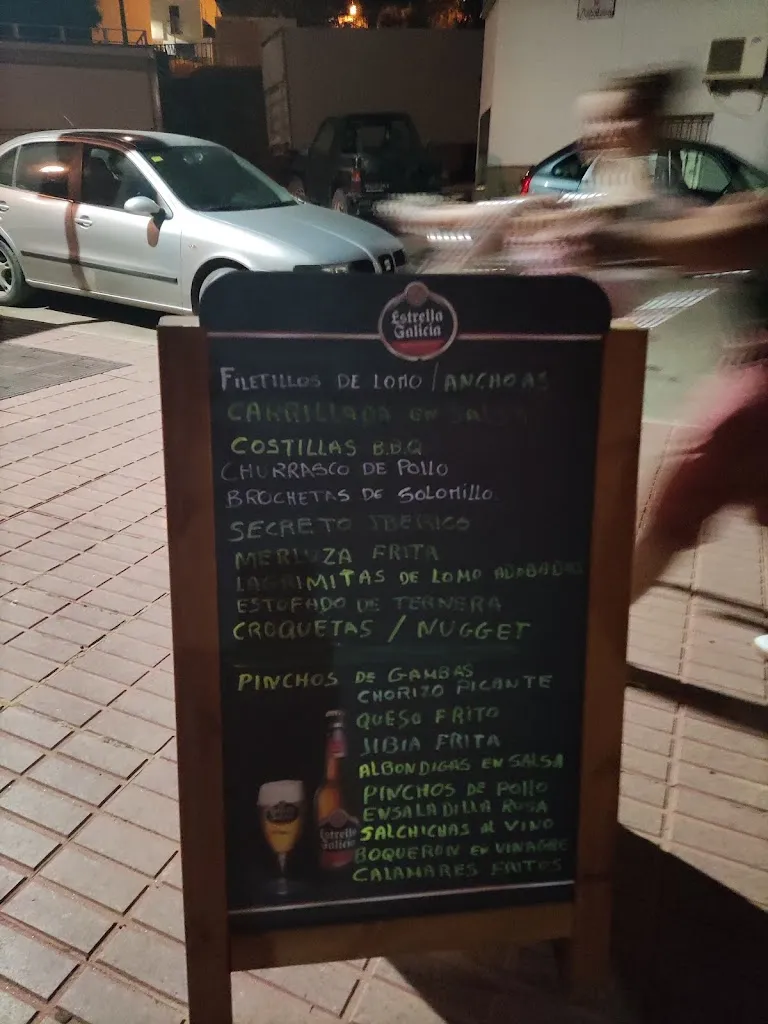 Estrella
Galicia
FILETILLOS DE LOMO / ANCHOAS
CARRILLADA EN SALSA
COSTILLAS B.B.Q
CHURRASCO DE POLLO
BROCHETAS DE SOLOMILLO
SECRETO IBERICO
MERLUZA FRITA
LAGRIMITAS DE LOMO ADOBADAS
ESTOFADO DE TERNERA
CROQUETAS / NUGGET
PINCHOS DE GAMBAS
CHORIZO PICANTE
QUESO FRITO
JIBIA FRITA
ALBONDIGAS EN SALSA
PINCHOS DE POLLO
ENSALADILLA RUSA
SALCHICHAS al VINO
BOQUERON EN VINAGRE
CALAMARES FRITOS
Estrella
Galicia